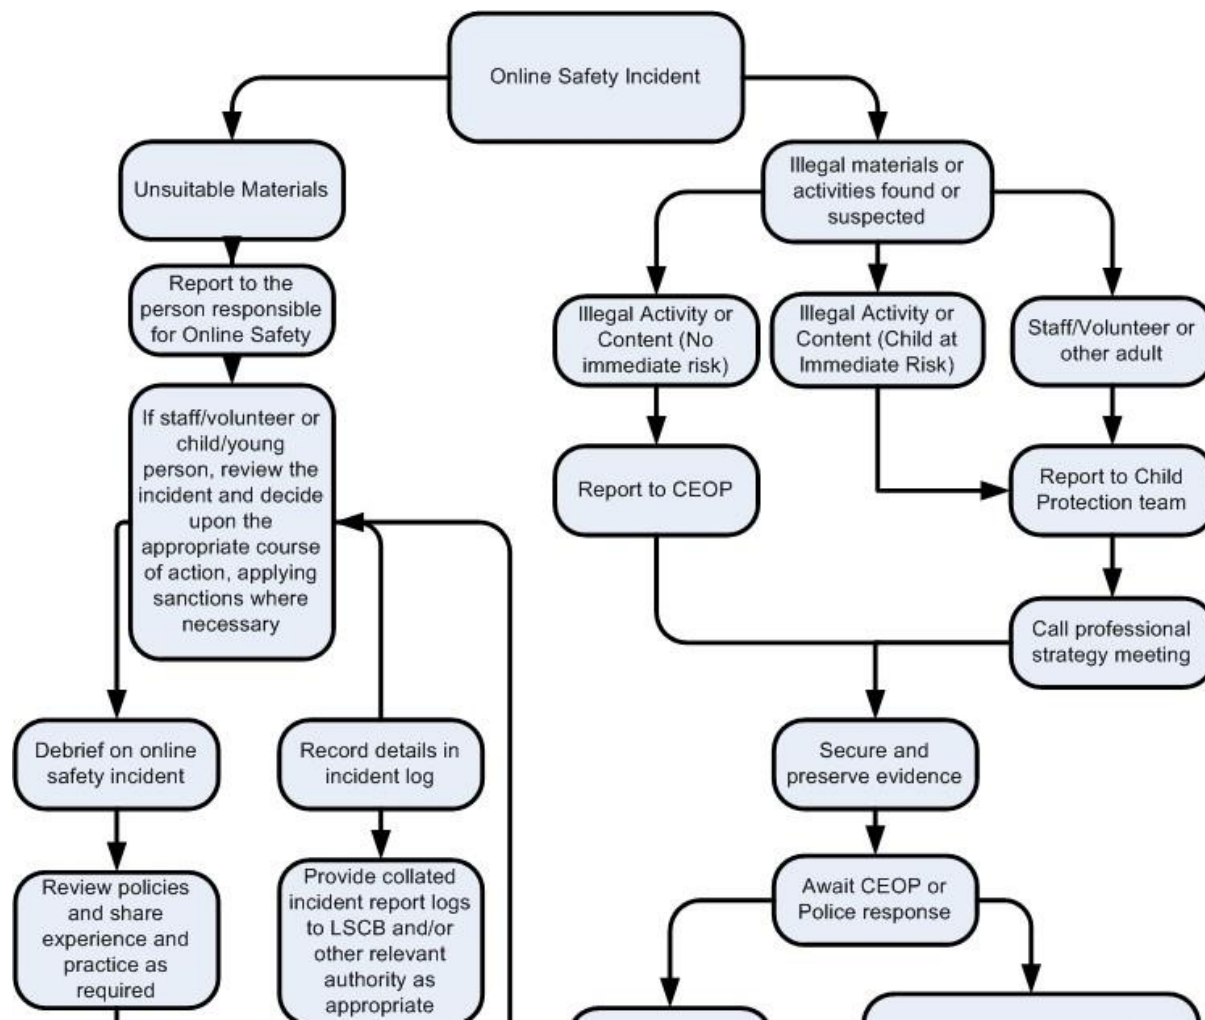 Online Safety Incident
Unsuitable Materials
Illegal materials or
activities found or
suspected
Report to the
person responsible
for Online Safety
Illegal Activity or
Content (No
immediate risk)
Illegal Activity or
Content (Child at
Immediate Risk)
Staff/Volunteer or
other adult
If staff/volunteer or
child/young
person, review the
incident and decide
upon the
appropriate course
of action, applying
sanctions where
necessary
Report to CEOP
Report to Child
Protection team
Call professional
strategy meeting
Debrief on online
safety incident
Record details in
incident log
Secure and
preserve evidence
Review policies
and share
experience and
practice as
required
Provide collated
incident report logs
to LSCB and/or
other relevant
authority as
appropriate
Await CEOP or
Police response